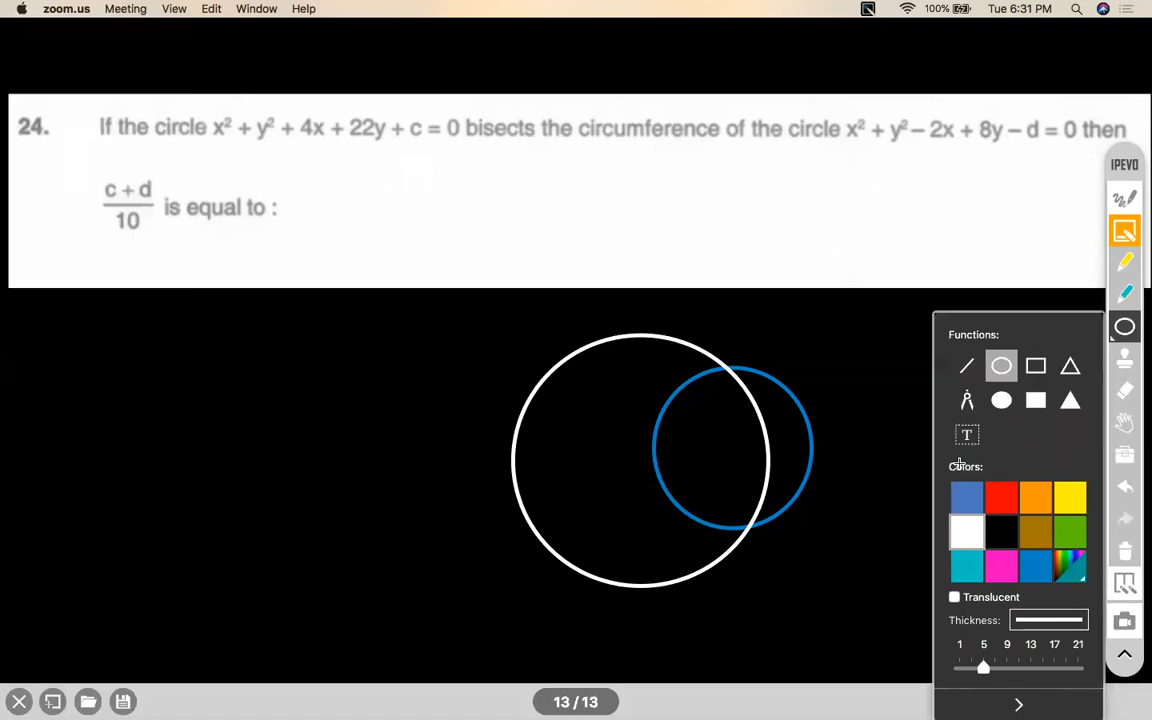 zoom.us Meeting View Edit Window Help 100% Tue 6:31 PM
24. If the circle x² + y² + 4x + 22y + c = 0 bisects the circumference of the circle x² + y² – 2x + 8y – d = 0 then
c + d
10
is equal to :
IPEVO
Functions:
T
Colors:
Translucent
Thickness:
1 5 9 13 17 21
13 / 13